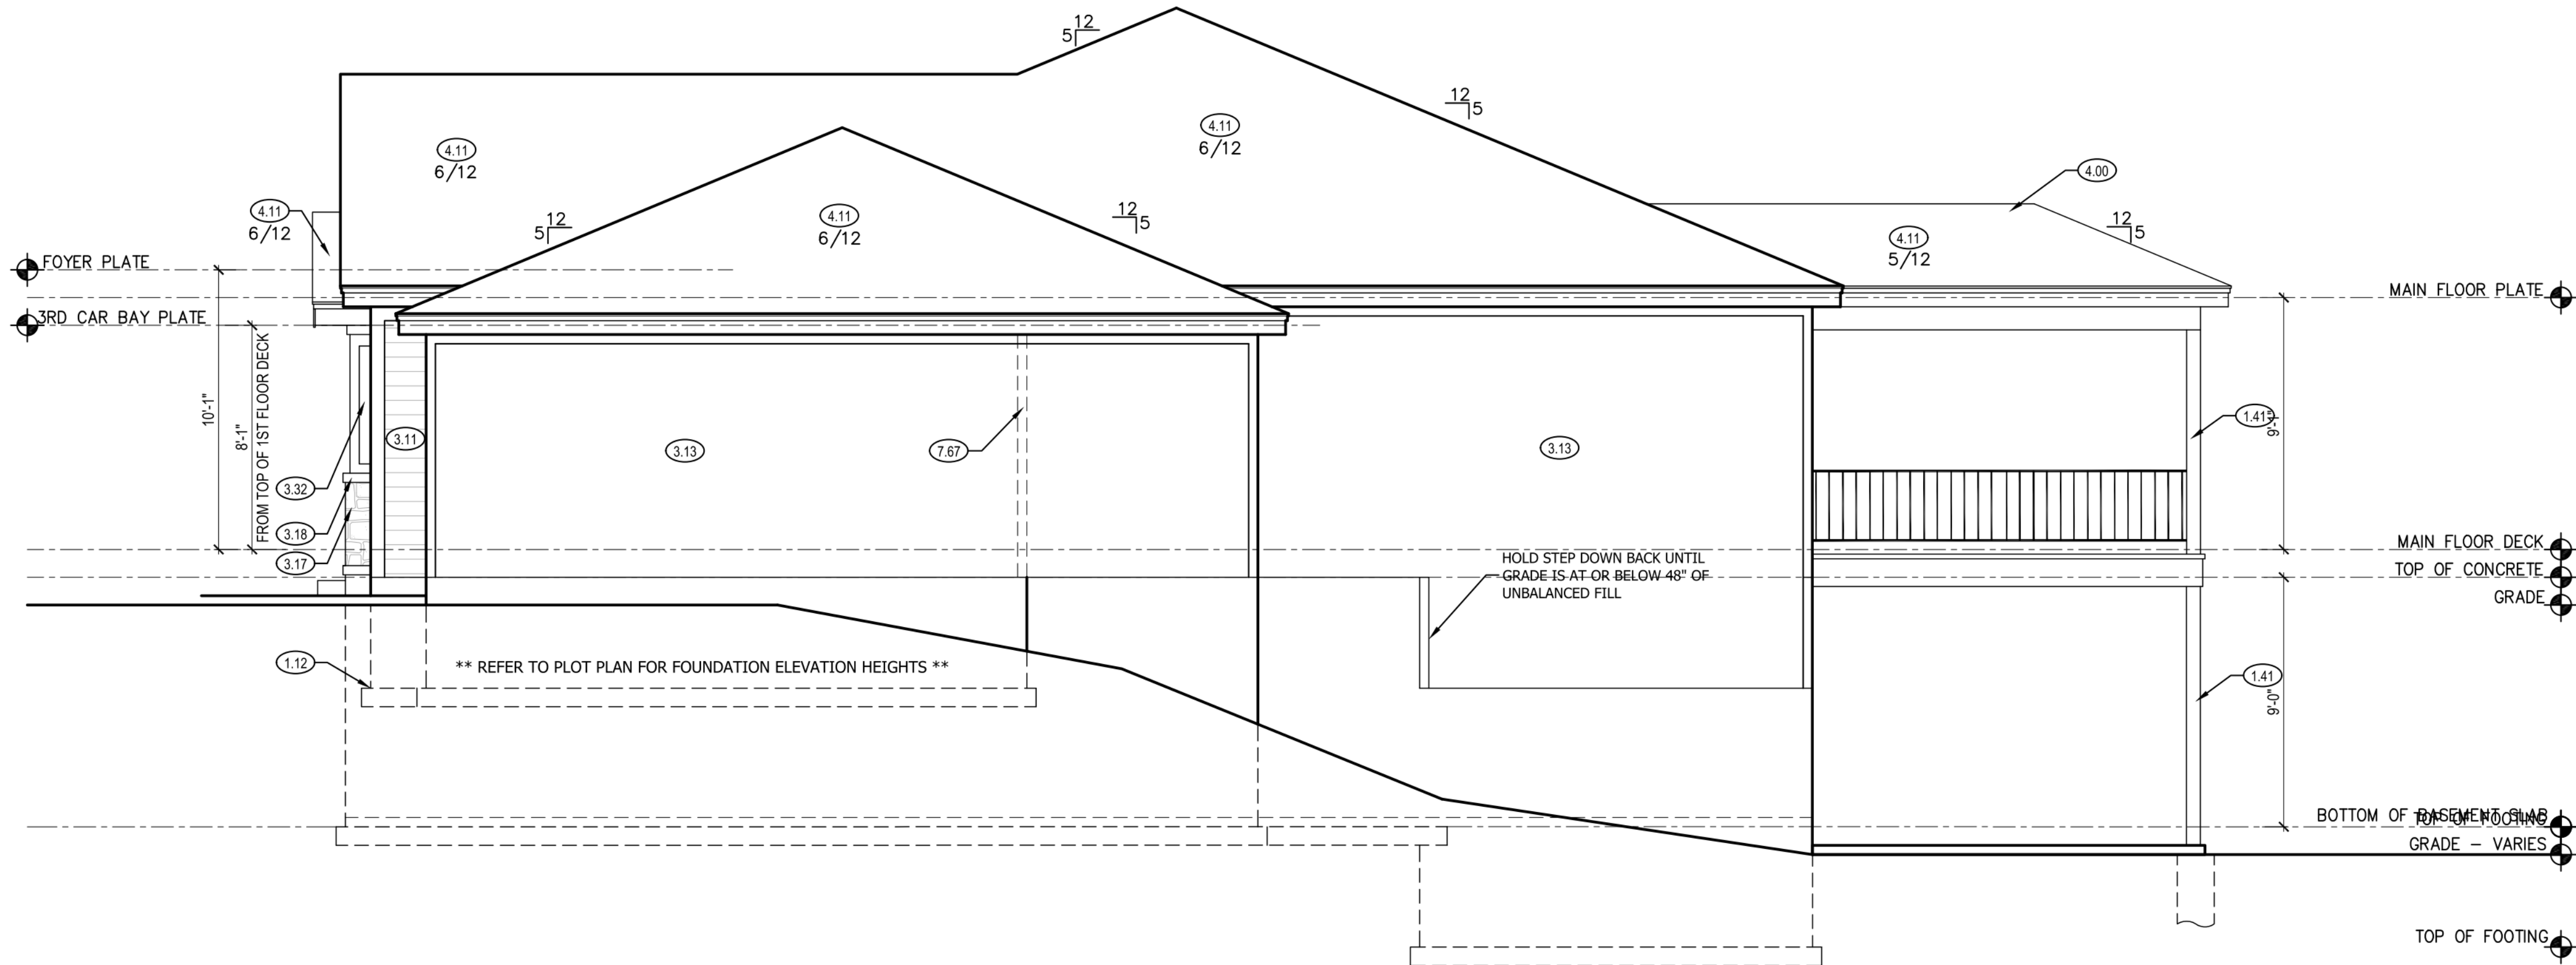 12
5
12
5
4.11
6/12
4.11
6/12
4.00
4.11
6/12
4.11
6/12
12
5
12
5
12
5
4.11
5/12
FOYER PLATE
MAIN FLOOR PLATE
3RD CAR BAY PLATE
10'-1"
8'-1"
FROM TOP OF 1ST FLOOR DECK
3.11
3.13
7.67
3.13
1.41
9'-1"
3.32
3.18
3.17
HOLD STEP DOWN BACK UNTIL
GRADE IS AT OR BELOW 48" OF
UNBALANCED FILL
MAIN FLOOR DECK
TOP OF CONCRETE
GRADE
1.12
** REFER TO PLOT PLAN FOR FOUNDATION ELEVATION HEIGHTS **
1.41
9'-0"
BOTTOM OF BASEMENT SLAB
TOP OF FOOTING
GRADE - VARIES
TOP OF FOOTING